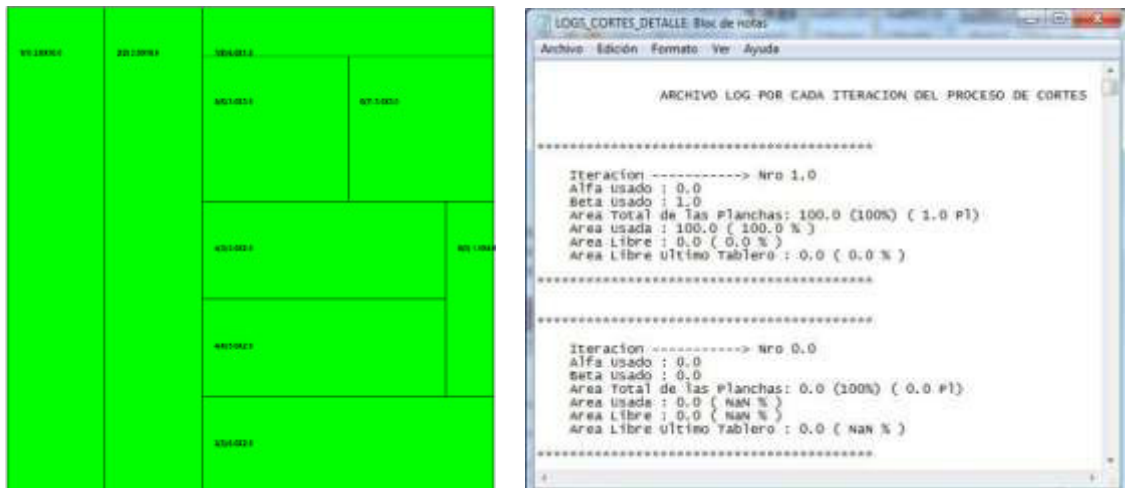 LOGS_CORTES_DETALLE: Bloc de notas
Archivo Edición Formato Ver Ayuda
ARCHIVO LOG POR CADA ITERACION DEL PROCESO DE CORTES
******************************************
Iteracion -----------> Nro 1.0
Alfa Usado : 0.0
Beta Usado : 1.0
Area Total de las Planchas: 100.0 (100%) ( 1.0 Pl)
Area Usada : 100.0 ( 100.0 % )
Area Libre : 0.0 ( 0.0 % )
Area Libre Ultimo Tablero : 0.0 ( 0.0 % )
******************************************
******************************************
Iteracion -----------> Nro 0.0
Alfa Usado : 0.0
Beta Usado : 0.0
Area Total de las Planchas: 0.0 (100%) ( 0.0 Pl)
Area Usada : 0.0 ( NaN % )
Area Libre : 0.0 ( NaN % )
Area Libre Ultimo Tablero : 0.0 ( NaN % )
******************************************